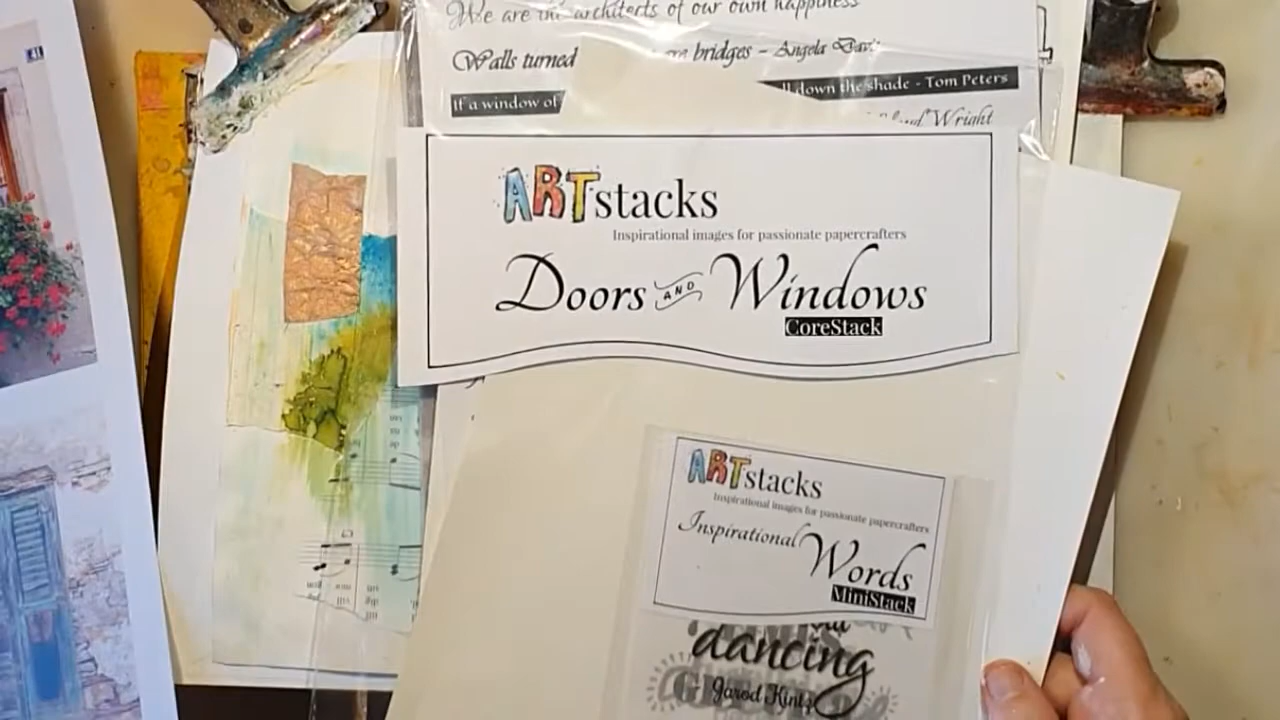 We are the architects of our own happiness
Walls turned bridges – Angela Davis
If a window of down the shade - Tom Peters
Wright
ARTstacks
Inspirational images for passionate papercrafters
Doors AND Windows
CoreStack
ARTstacks
Inspirational images for passionate papercrafters
Inspirational
Words
MiniStack
dancing
Jarod Kintz